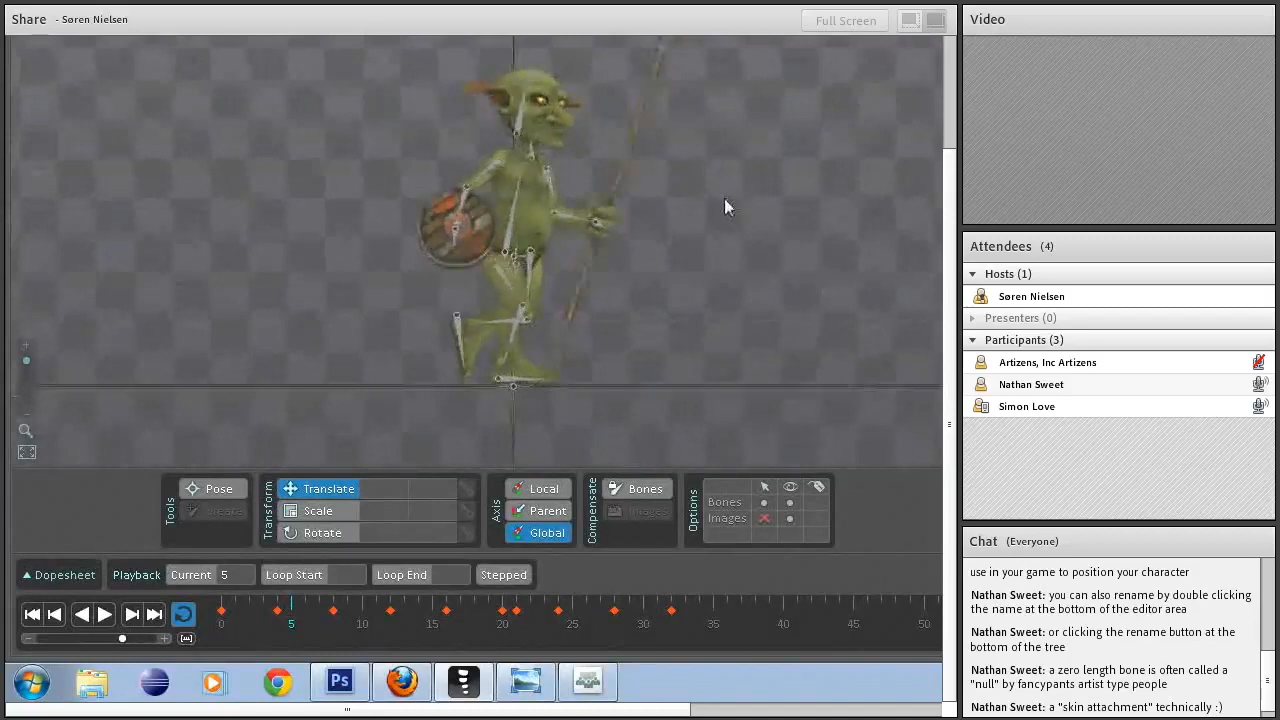 Share - Søren Nielsen
Full Screen
Video
Attendees (4)
Hosts (1)
Søren Nielsen
Presenters (0)
Participants (3)
Artizens, Inc Artizens
Nathan Sweet
Simon Love
Tools
Pose
Create
Transform
Translate
Scale
Rotate
Axis
Local
Parent
Global
Compensate
Bones
Images
Options
Bones
Images
Dopesheet
Playback
Current 5
Loop Start
Loop End
Stepped
0 5 10 15 20 25 30 35 40 45 50
Ps
Chat (Everyone)
use in your game to position your character
Nathan Sweet: you can also rename by double clicking
the name at the bottom of the editor area
Nathan Sweet: or clicking the rename button at the
bottom of the tree
Nathan Sweet: a zero length bone is often called a
"null" by fancypants artist type people
Nathan Sweet: a "skin attachment" technically :)